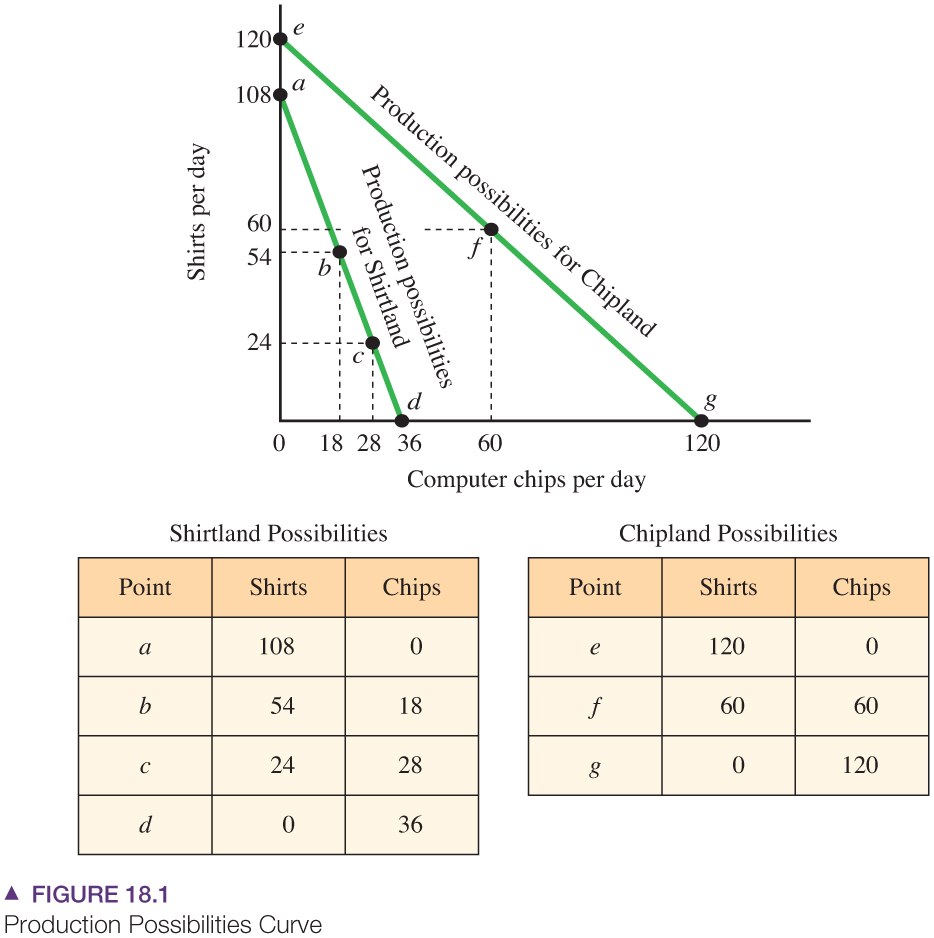 120
e
108
a
Production possibilities for Chipland
Production possibilities
for Shirtland
Shirts per day
60
54
24
b
c
d
f
g
0 18 28 36 60 120
Computer chips per day
Shirtland Possibilities
Point Shirts Chips
a 108 0
b 54 18
c 24 28
d 0 36
Chipland Possibilities
Point Shirts Chips
e 120 0
f 60 60
g 0 120
▲ FIGURE 18.1
Production Possibilities Curve